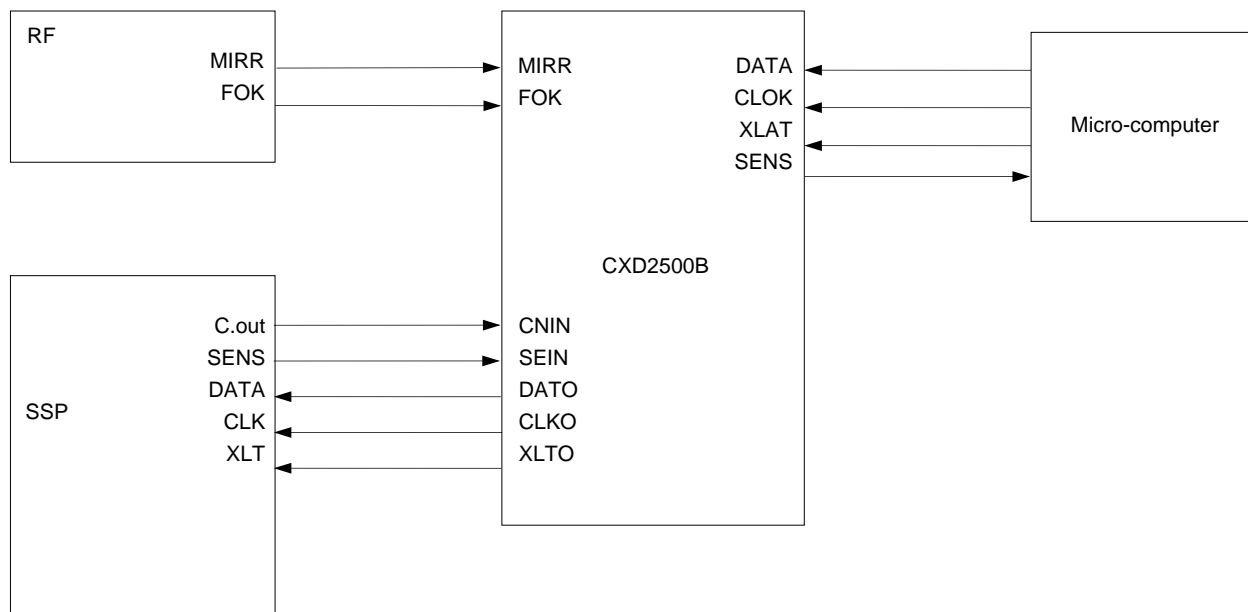 RF
MIRR
FOK
MIRR
FOK
DATA
CLOK
XLAT
SENS
Micro-computer
CXD2500B
SSP
C.out
SENS
DATA
CLK
XLT
CNIN
SEIN
DATO
CLKO
XLTO